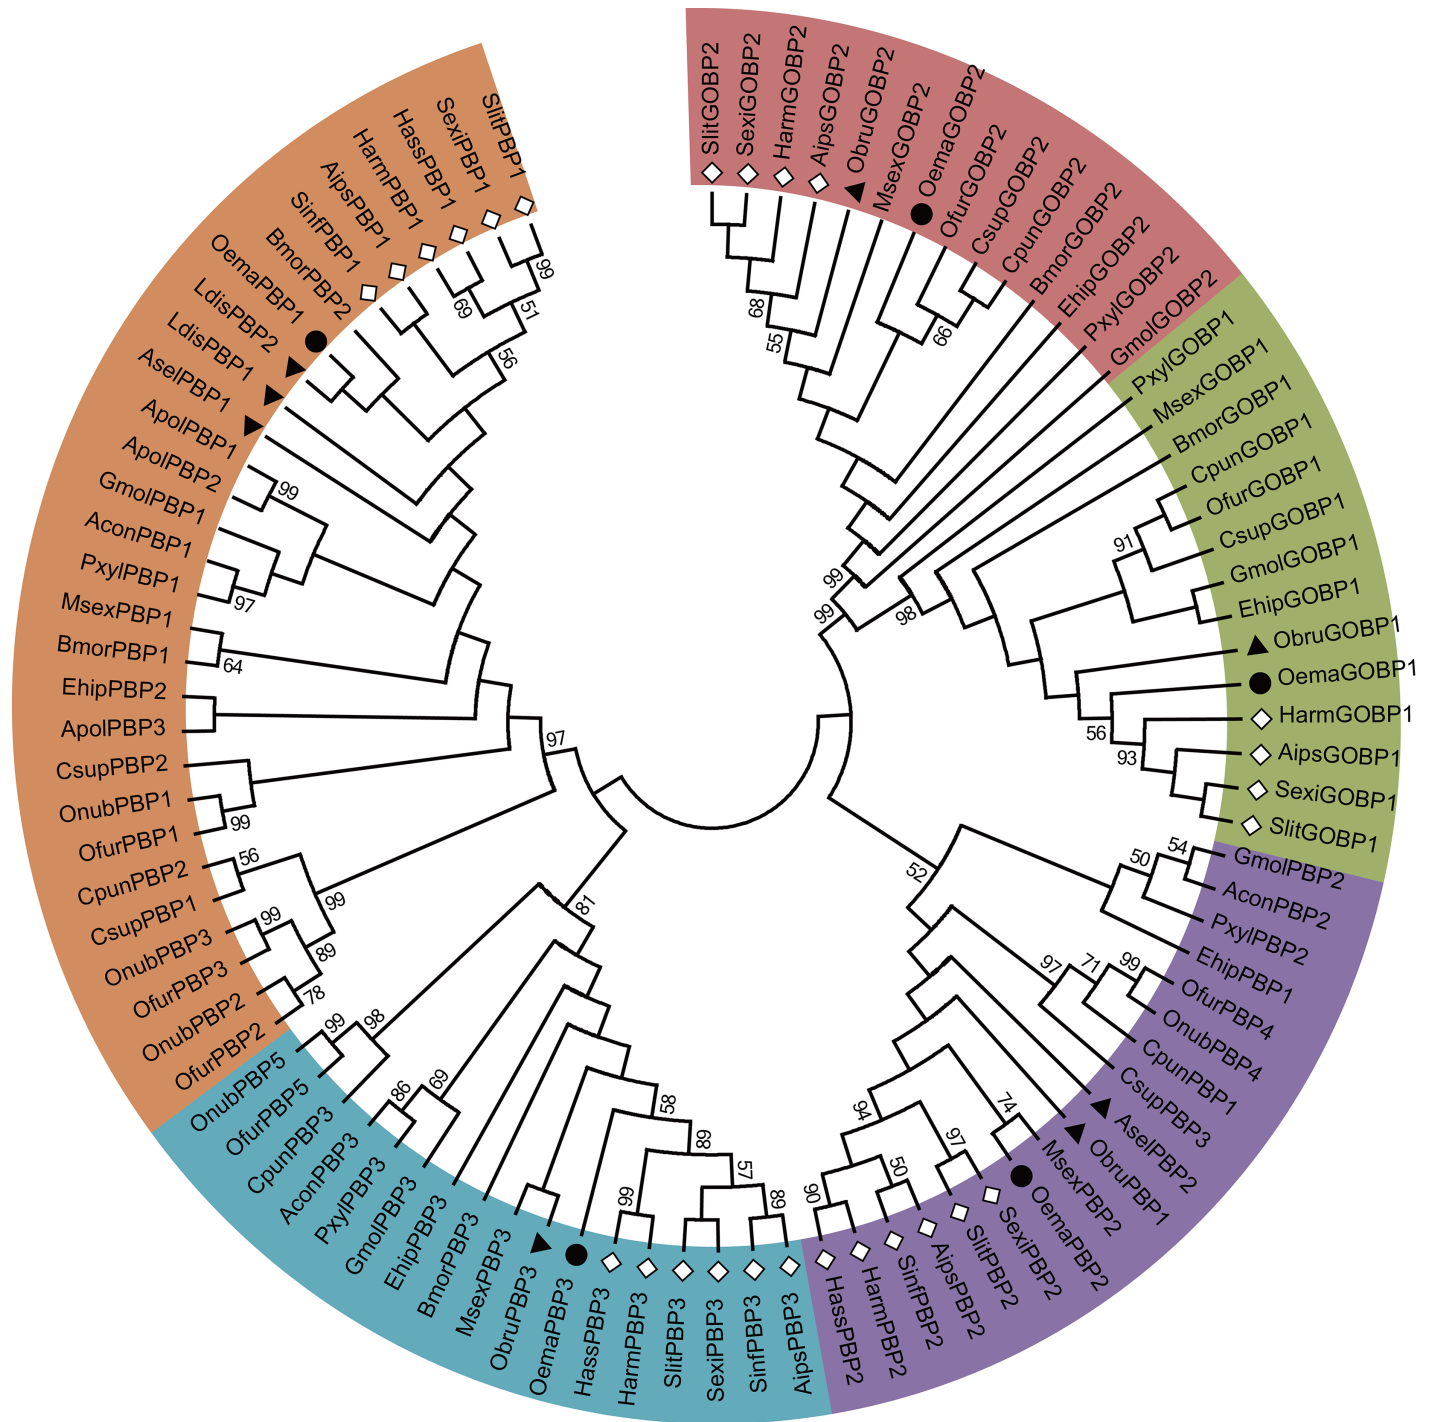 SlitGOBP2
SexiGOBP2
HarmGOBP2
AipsGOBP2
ObruGOBP2
MsexGOBP2
OemaGOBP2
OfurGOBP2
CsupGOBP2
CpunGOBP2
BmorGOBP2
EhipGOBP2
PxylGOBP2
GmolGOBP2
PxylGOBP1
MsexGOBP1
BmorGOBP1
CpunGOBP1
OfurGOBP1
CsupGOBP1
GmolGOBP1
EhipGOBP1
ObruGOBP1
OemaGOBP1
HarmGOBP1
AipsGOBP1
SexiGOBP1
SlitGOBP1
GmolPBP2
AconPBP2
PxylPBP2
EhipPBP1
OfurPBP4
OnubPBP4
CpunPBP1
CsupPBP3
AselPBP2
ObruPBP1
MsexPBP2
OemaPBP2
SexiPBP2
SlitPBP2
AipsPBP2
SinfPBP2
HarmPBP2
HassPBP2
AipsPBP3
SinfPBP3
SexiPBP3
SlitPBP3
HarmPBP3
HassPBP3
OemaPBP3
ObruPBP3
MsexPBP3
BmorPBP3
EhipPBP3
GmolPBP3
PxylPBP3
AconPBP3
CpunPBP3
OfurPBP5
OnubPBP5
OfurPBP2
OnubPBP2
OfurPBP3
OnubPBP3
CsupPBP1
CpunPBP2
OfurPBP1
OnubPBP1
CsupPBP2
ApolPBP3
EhipPBP2
BmorPBP1
MsexPBP1
PxylPBP1
AconPBP1
GmolPBP1
ApolPBP2
ApolPBP1
AselPBP1
LdisPBP1
LdisPBP2
OemaPBP1
BmorPBP2
SinfPBP1
AipsPBP1
HarmPBP1
HassPBP1
SexiPBP1
SlitPBP1
68
55
66
99
99
98
91
56
93
52
54
50
99
71
97
74
97
94
50
90
89
57
68
99
58
69
86
98
99
81
78
89
99
99
56
99
97
64
97
99
56
51
69
99